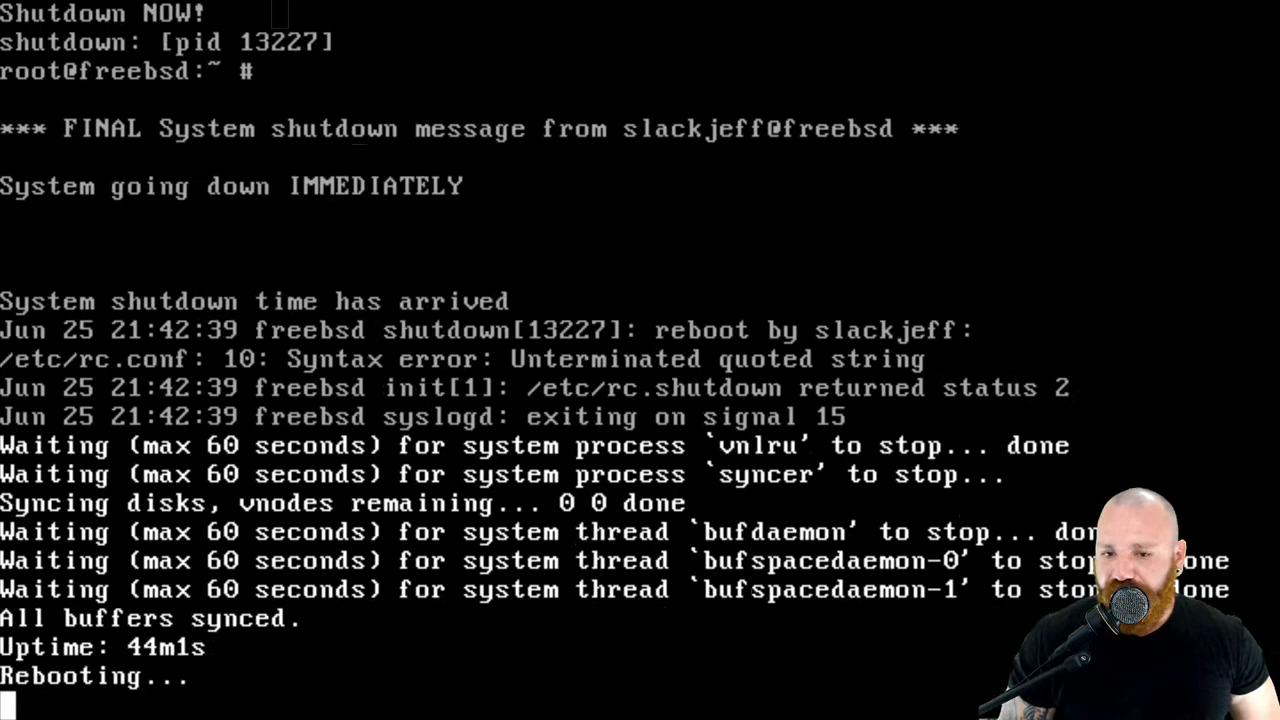 Shutdown NOW!
shutdown: [pid 13227]
root@freebsd:~ #
*** FINAL System shutdown message from slackjeff@freebsd ***
System going down IMMEDIATELY
System shutdown time has arrived
Jun 25 21:42:39 freebsd shutdown[13227]: reboot by slackjeff:
/etc/rc.conf: 10: Syntax error: Unterminated quoted string
Jun 25 21:42:39 freebsd init[1]: /etc/rc.shutdown returned status 2
Jun 25 21:42:39 freebsd syslogd: exiting on signal 15
Waiting (max 60 seconds) for system process `vnlru' to stop... done
Waiting (max 60 seconds) for system process `syncer' to stop...
Syncing disks, vnodes remaining... 0 0 done
Waiting (max 60 seconds) for system thread `bufdaemon' to stop...
Waiting (max 60 seconds) for system thread `bufspacedaemon-0' to stop
Waiting (max 60 seconds) for system thread `bufspacedaemon-1' to stop
All buffers synced.
Uptime: 44m1s
Rebooting...